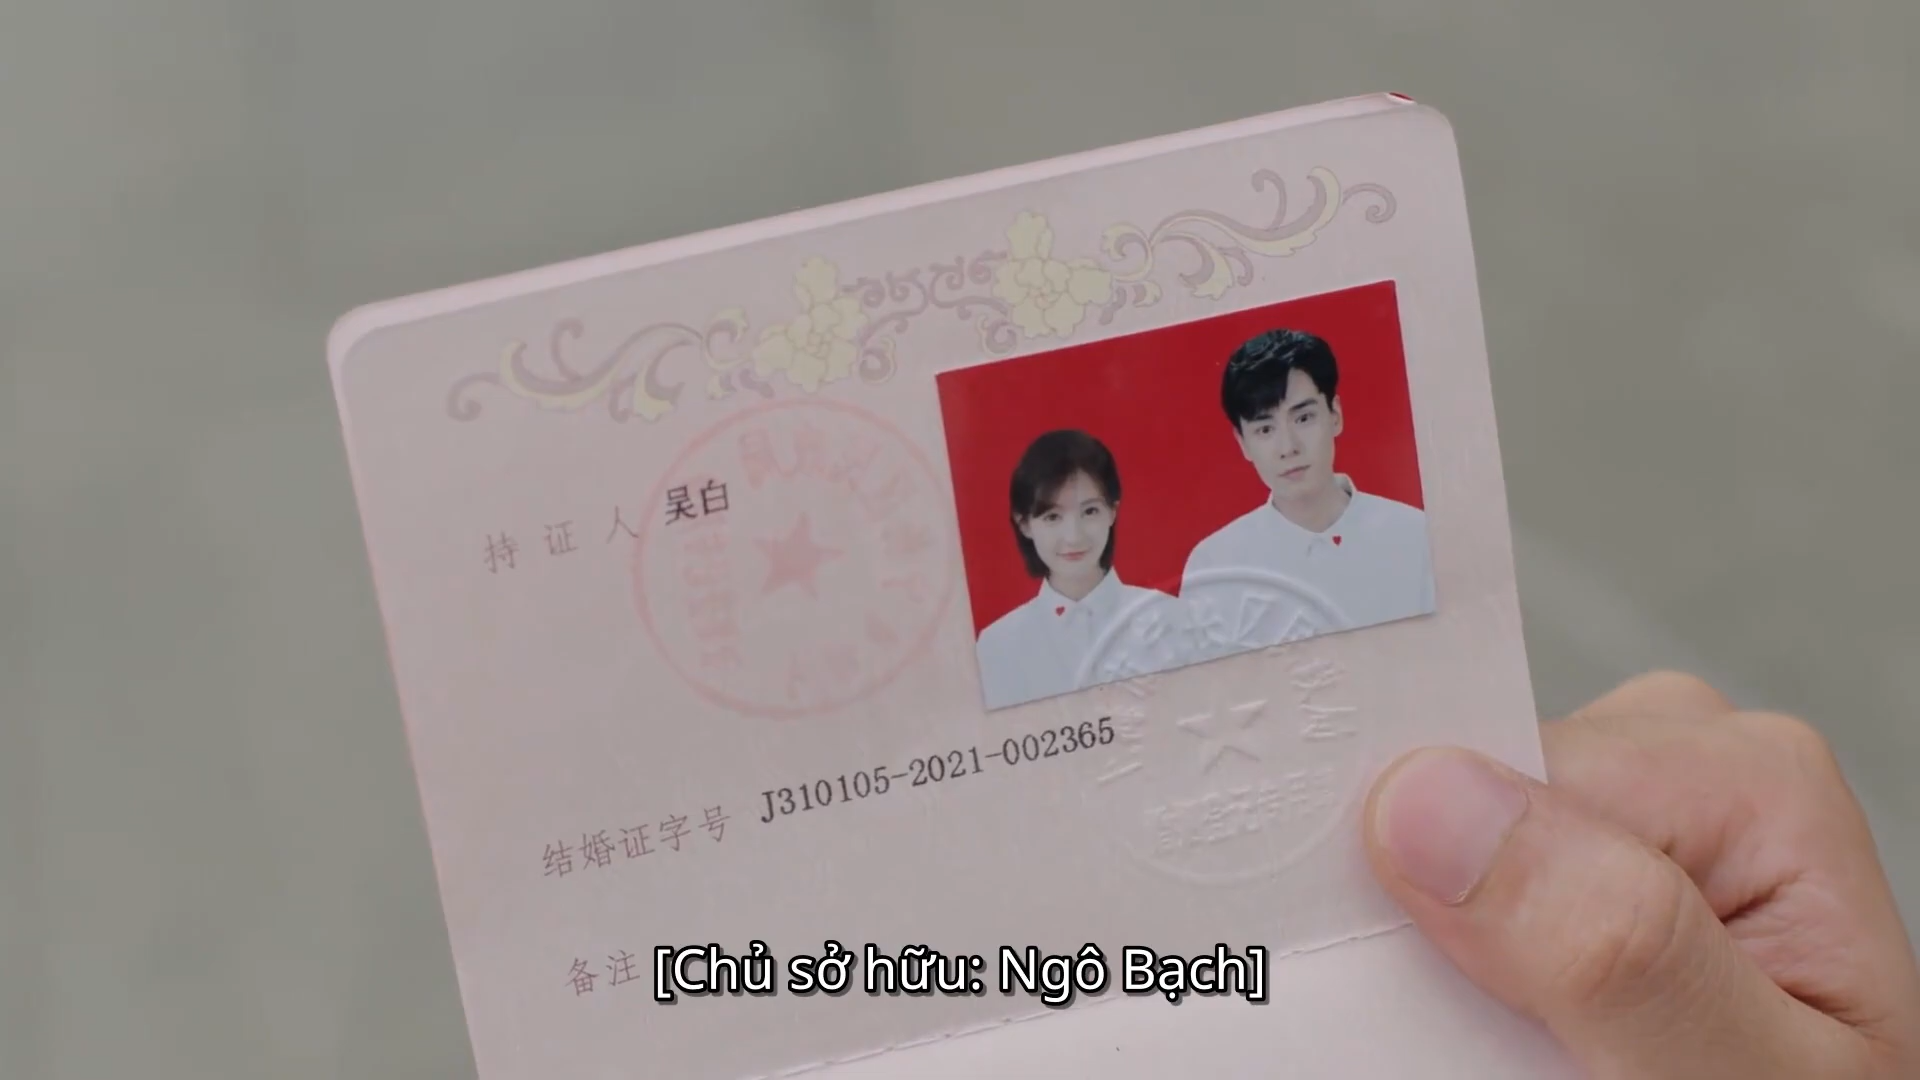 持证人 吴白
结婚证字号 J310105-2021-002365
备注
[Chủ sở hữu: Ngô Bạch]